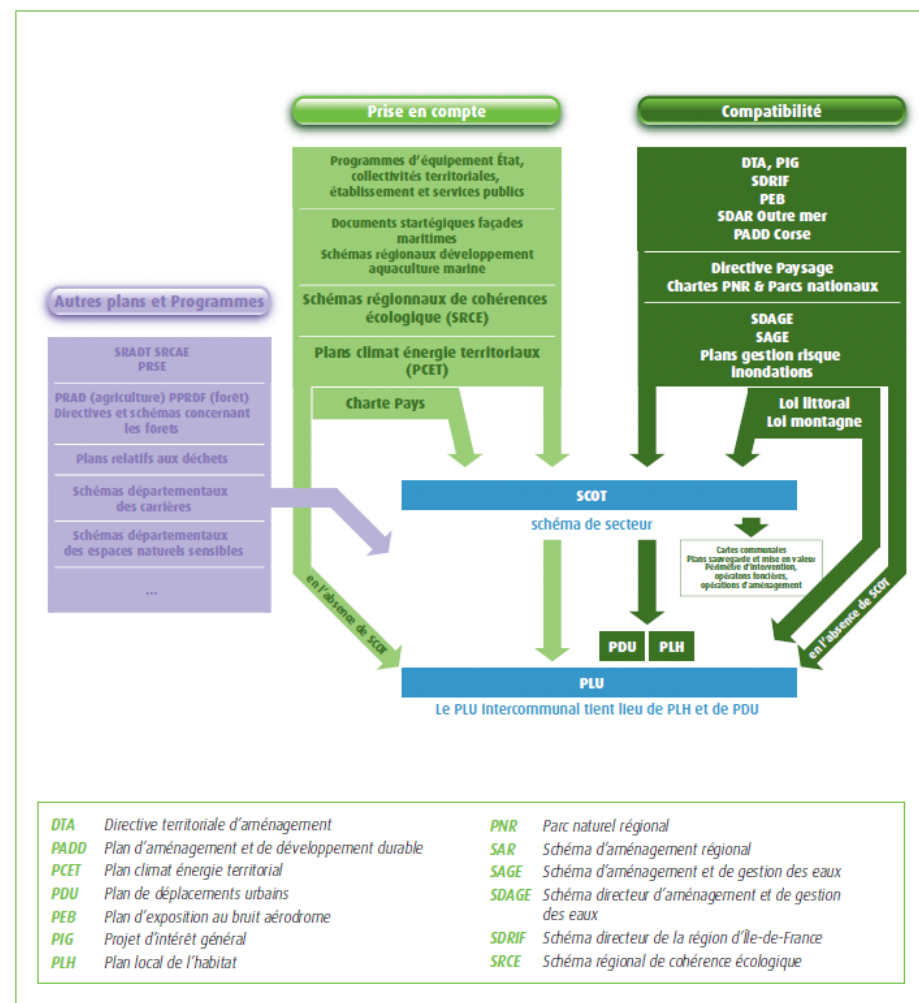 Prise en compte
Programmes d'équipement État,
collectivités territoriales,
établissement et services publics
Documents startégiques façades
maritimes
Schémas régionaux développement
aquaculture marine
Schémas régionnaux de cohérences
écologique (SRCE)
Plans climat énergie territoriaux
(PCET)
Charte Pays
Compatibilité
DTA, PIG
SDRIF
PEB
SDAR Outre mer
PADD Corse
Directive Paysage
Chartes PNR & Parcs nationaux
SDAGE
SAGE
Plans gestion risque
inondations
Loi littoral
Loi montagne
Autres plans et Programmes
SRADT SRCAE
PRSE
PRAD (agriculture) PPRDF (forêt)
Directives et schémas concernant
les forets
Plans relatifs aux déchets
Schémas départementaux
des carrières
Schémas départementaux
des espaces naturels sensibles
...
SCOT
schéma de secteur
Cartes communales
Plans sauvegarde et mise en valeur
Périmètre d'intervention,
opératons foncières,
opérations d'aménagement
en l'absence de SCOT
en l'absence de SCOT
PDU
PLH
PLU
Le PLU intercommunal tient lieu de PLH et de PDU
DTA Directive territoriale d'aménagement
PADD Plan d'aménagement et de développement durable
PCET Plan climat énergie territorial
PDU Plan de déplacements urbains
PEB Plan d'exposition au bruit aérodrome
PIG Projet d'intérêt général
PLH Plan local de l'habitat
PNR Parc naturel régional
SAR Schéma d'aménagement régional
SAGE Schéma d'aménagement et de gestion des eaux
SDAGE Schéma directeur d'aménagement et de gestion
des eaux
SDRIF Schéma directeur de la région d'Île-de-France
SRCE Schéma régional de cohérence écologique